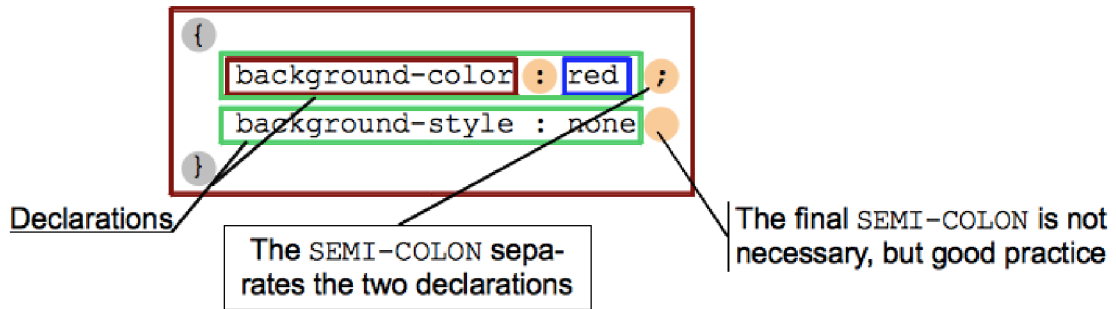 {
background-color : red ;
background-style : none
}
Declarations
The SEMI-COLON sepa-
rates the two declarations
The final SEMI-COLON is not
necessary, but good practice